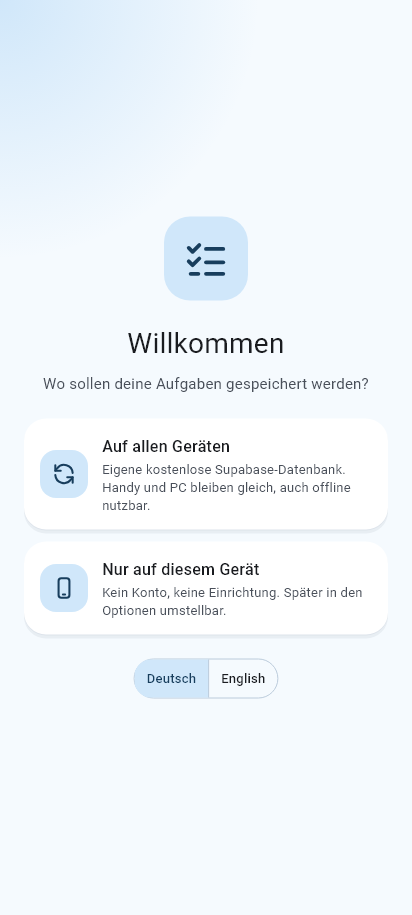 Willkommen
Wo sollen deine Aufgaben gespeichert werden?
Auf allen Geräten
Eigene kostenlose Supabase-Datenbank.
Handy und PC bleiben gleich, auch offline
nutzbar.
Nur auf diesem Gerät
Kein Konto, keine Einrichtung. Später in den
Optionen umstellbar.
Deutsch
English